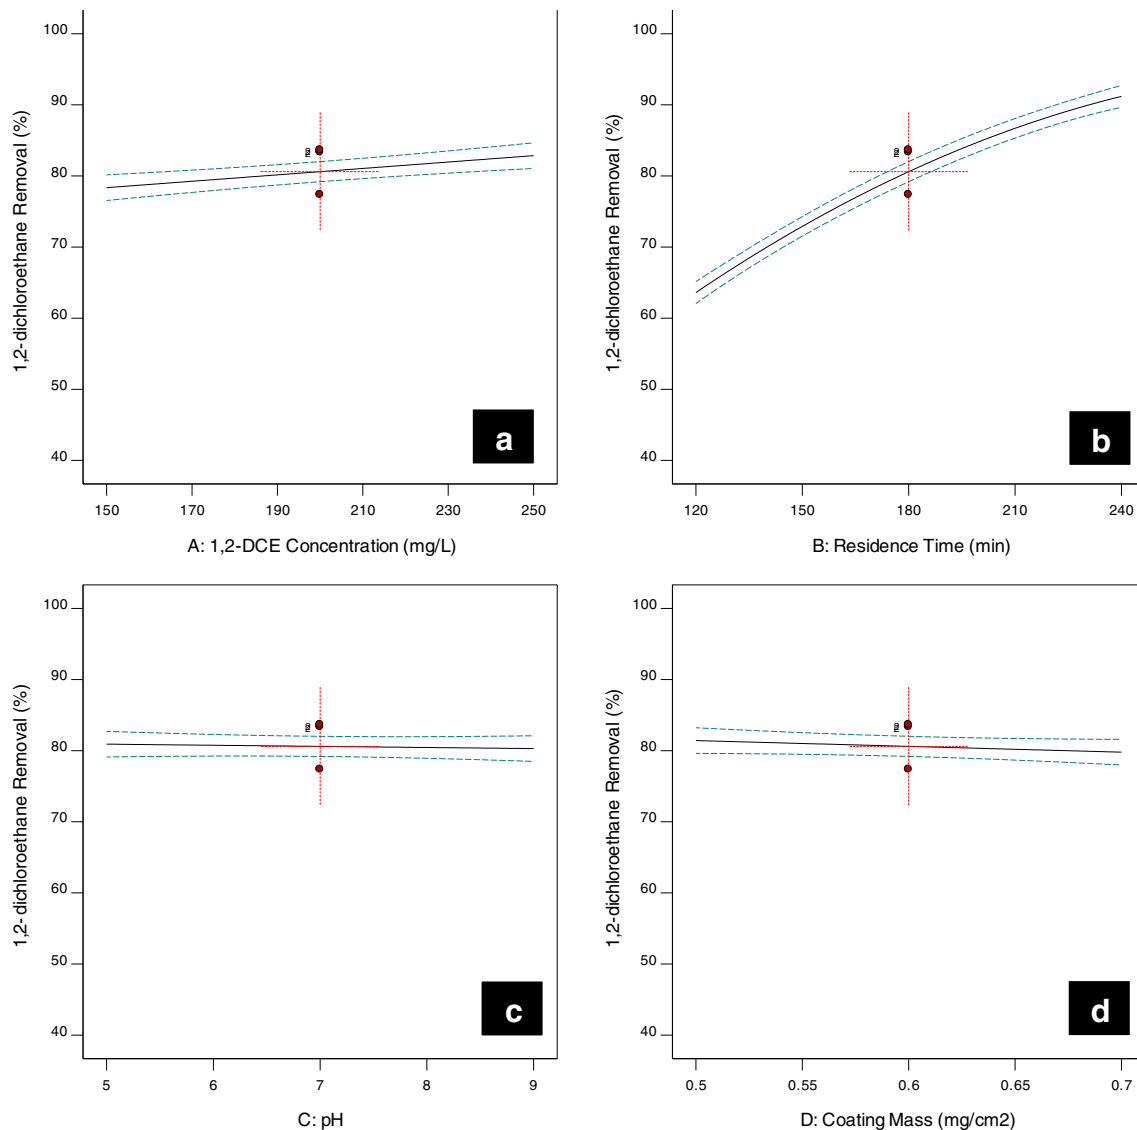 100
90
80
70
60
50
40
1,2-dichloroethane Removal (%)
a
150 170 190 210 230 250
A: 1,2-DCE Concentration (mg/L)
100
90
80
70
60
50
40
1,2-dichloroethane Removal (%)
b
120 150 180 210 240
B: Residence Time (min)
100
90
80
70
60
50
40
1,2-dichloroethane Removal (%)
c
5 6 7 8 9
C: pH
100
90
80
70
60
50
40
1,2-dichloroethane Removal (%)
d
0.5 0.55 0.6 0.65 0.7
D: Coating Mass (mg/cm2)